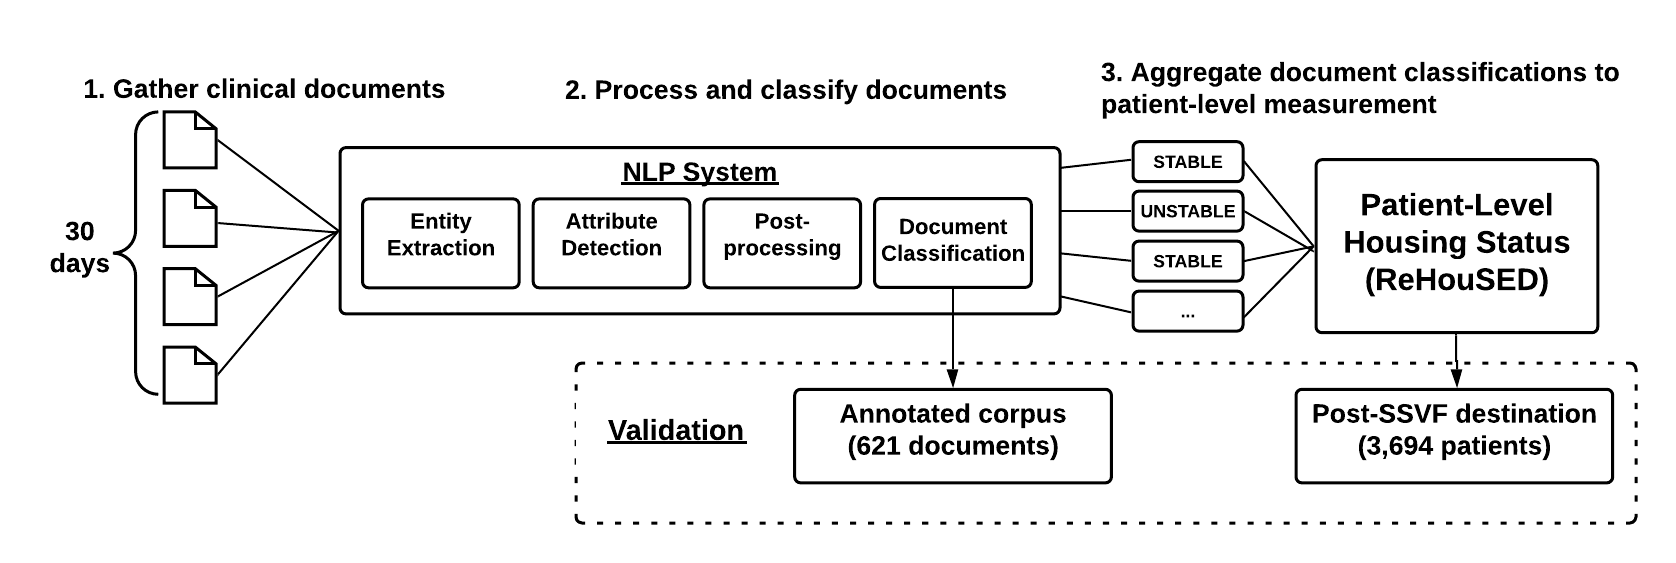 1. Gather clinical documents
30
days
2. Process and classify documents
NLP System
Entity
Extraction
Attribute
Detection
Post-
processing
Document
Classification
3. Aggregate document classifications to
patient-level measurement
STABLE
UNSTABLE
STABLE
...
Patient-Level
Housing Status
(ReHouSED)
Validation
Annotated corpus
(621 documents)
Post-SSVF destination
(3,694 patients)